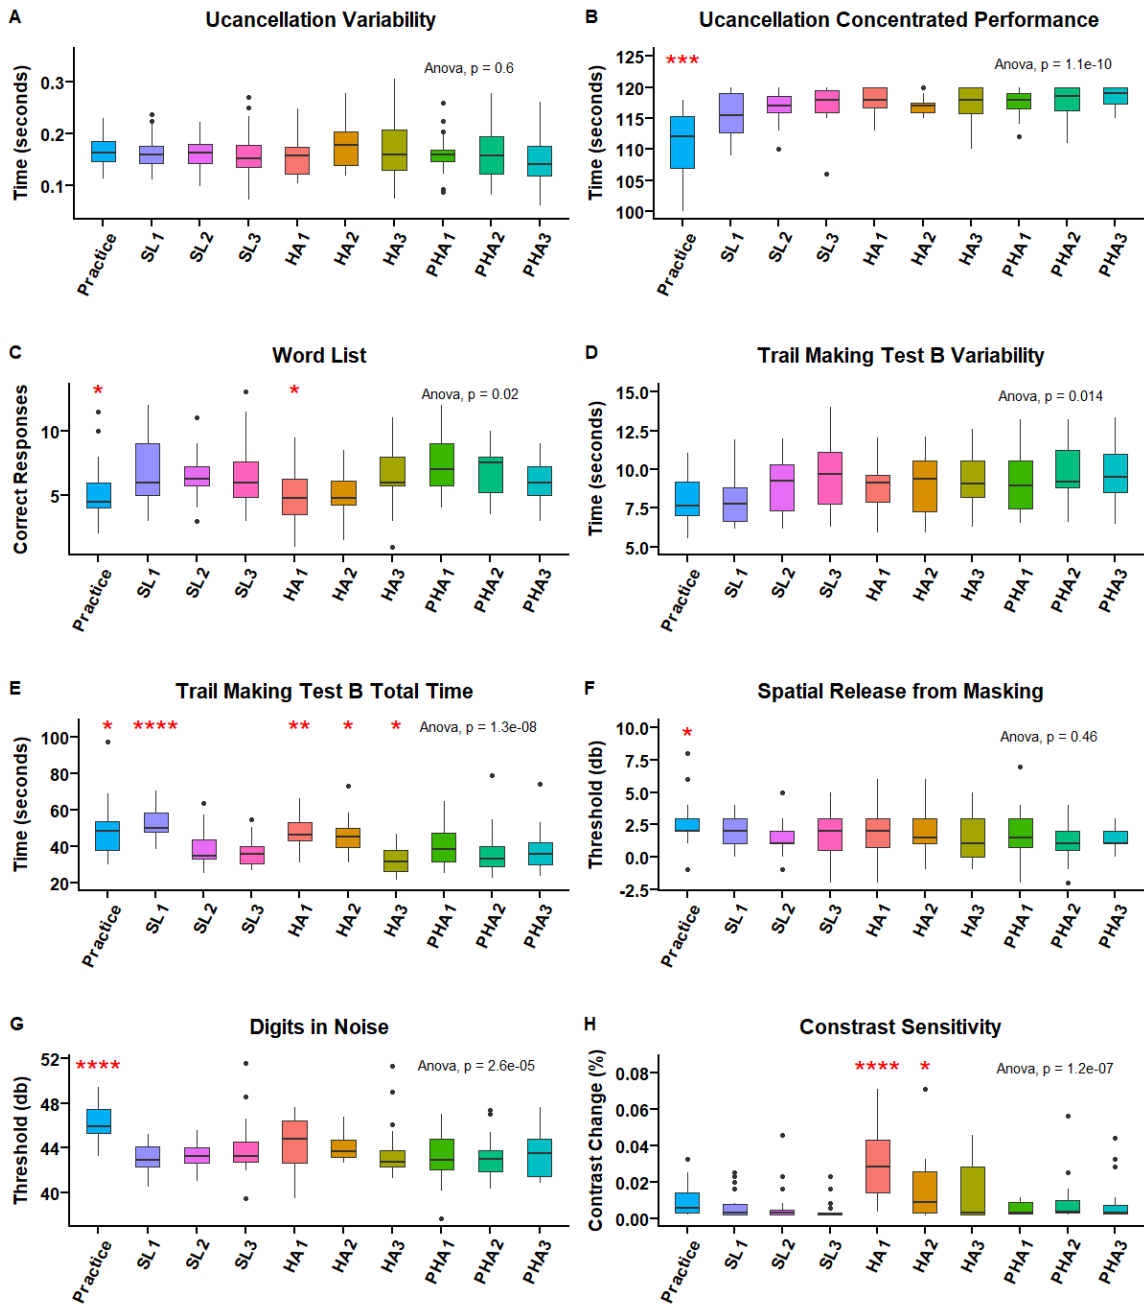 A
Ucancellation Variability
Anova, p = 0.6
Time (seconds)
0.3
0.2
0.1
Practice
SL1
SL2
SL3
HA1
HA2
HA3
PHA1
PHA2
PHA3
B
Ucancellation Concentrated Performance
***
Anova, p = 1.1e-10
Time (seconds)
125
120
115
110
105
100
Practice
SL1
SL2
SL3
HA1
HA2
HA3
PHA1
PHA2
PHA3
C
Word List
*
*
Anova, p = 0.02
Correct Responses
10
5
Practice
SL1
SL2
SL3
HA1
HA2
HA3
PHA1
PHA2
PHA3
D
Trail Making Test B Variability
Anova, p = 0.014
Time (seconds)
15.0
12.5
10.0
7.5
5.0
Practice
SL1
SL2
SL3
HA1
HA2
HA3
PHA1
PHA2
PHA3
E
Trail Making Test B Total Time
*
****
**
*
*
Anova, p = 1.3e-08
Time (seconds)
100
80
60
40
20
Practice
SL1
SL2
SL3
HA1
HA2
HA3
PHA1
PHA2
PHA3
F
Spatial Release from Masking
*
Anova, p = 0.46
Threshold (db)
10.0
7.5
5.0
2.5
0.0
-2.5
Practice
SL1
SL2
SL3
HA1
HA2
HA3
PHA1
PHA2
PHA3
G
Digits in Noise
****
Anova, p = 2.6e-05
Threshold (db)
52
48
44
40
Practice
SL1
SL2
SL3
HA1
HA2
HA3
PHA1
PHA2
PHA3
H
Constrast Sensitivity
****
*
Anova, p = 1.2e-07
Contrast Change (%)
0.08
0.06
0.04
0.02
0.00
Practice
SL1
SL2
SL3
HA1
HA2
HA3
PHA1
PHA2
PHA3